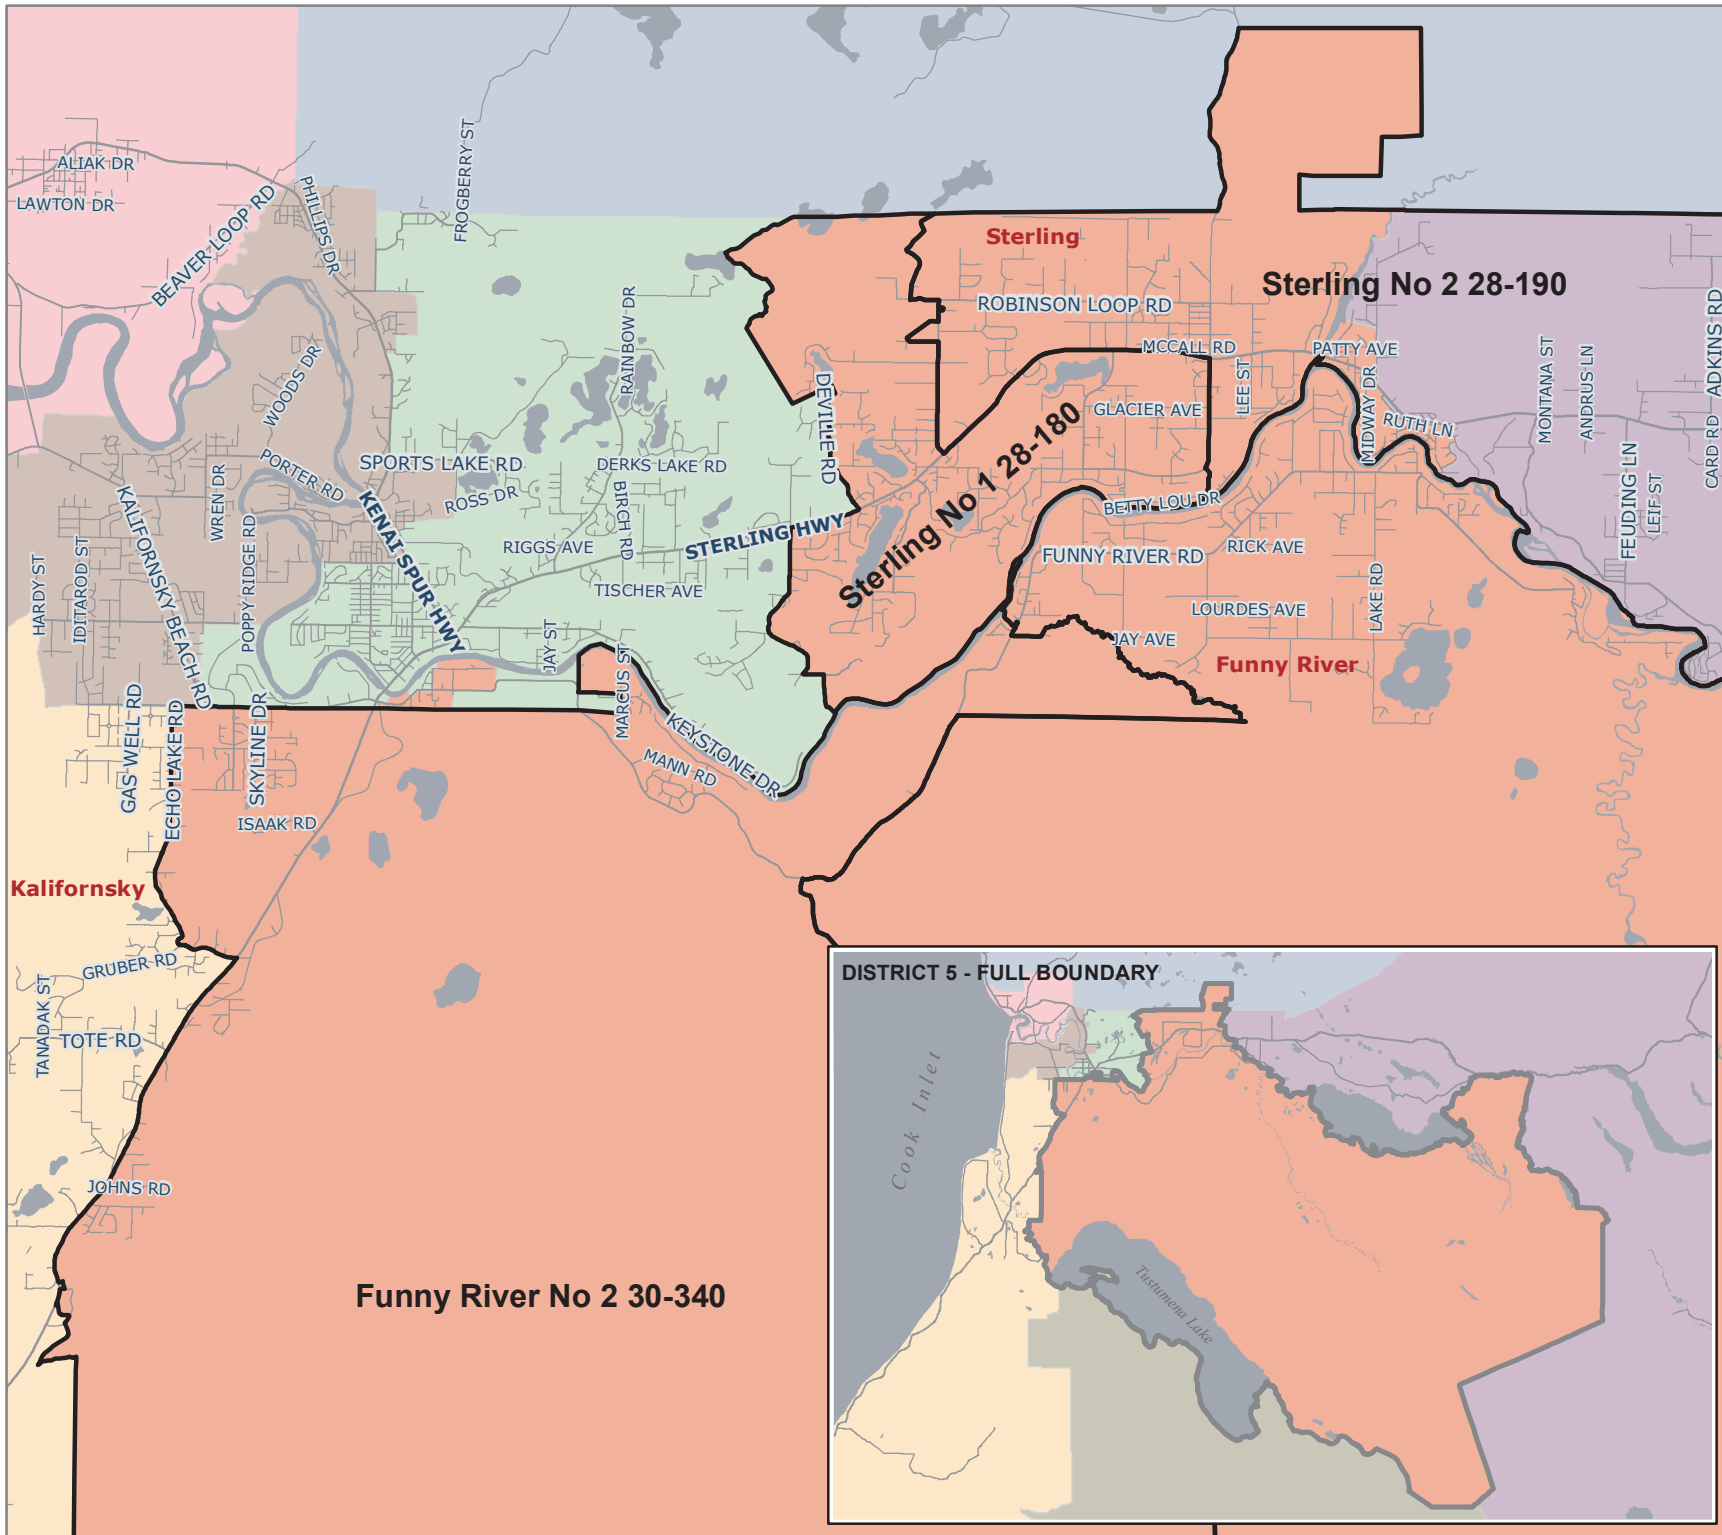 FROGBERRY ST
ALIAK DR
LAWTON DR
BEAVER LOOP RD
PHILLIPS DR
Sterling
Sterling No 2 28-190
ROBINSON LOOP RD
RAINBOW DR
ADKINS RD
MCCALL RD
PATTY AVE
WOODS DR
DEVILLE RD
LEE ST
MIDWAY DR
MONTANA ST
ANDRUS LN
GLACIER AVE
RUTH LN
CARD RD
SPORTS LAKE RD
DERKS LAKE RD
PORTER RD
WREN DR
ROSS DR
BIRCH RD
Sterling No 1 28-180
FEUDING LN
LEIF ST
BETTY LOU DR
KALIFORNSKY BEACH RD
KENAI SPUR HWY
STERLING HWY
POPPY RIDGE RD
RIGGS AVE
FUNNY RIVER RD
RICK AVE
HARDY ST
IDITAROD ST
TISCHER AVE
LAKE RD
LOURDES AVE
JAY ST
JAY AVE
MARCUS ST
Funny River
GAS WELL RD
ECHO LAKE RD
SKYLINE DR
KEYSTONE DR
MANN RD
ISAAK RD
Kalifornsky
GRUBER RD
TANADAK ST
TOTE RD
JOHNS RD
Funny River No 2 30-340
DISTRICT 5 - FULL BOUNDARY
Cook Inlet
Tustumena Lake